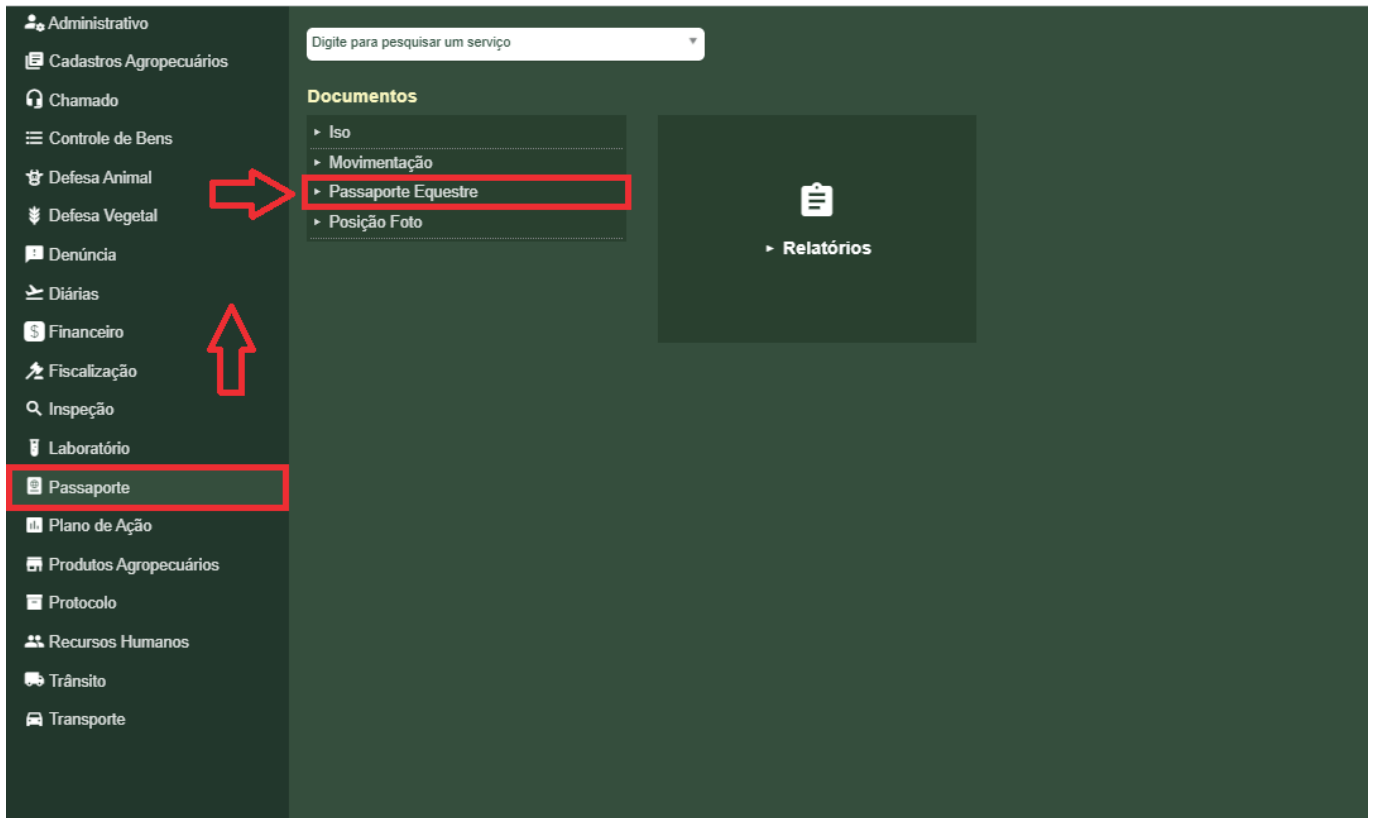 Administrativo
Cadastros Agropecuários
Chamado
Controle de Bens
Defesa Animal
Defesa Vegetal
Denúncia
Diárias
Financeiro
Fiscalização
Inspeção
Laboratório
Passaporte
Plano de Ação
Produtos Agropecuários
Protocolo
Recursos Humanos
Trânsito
Transporte
Digite para pesquisar um serviço
Documentos
Iso
Movimentação
Passaporte Equestre
Posição Foto
Relatórios